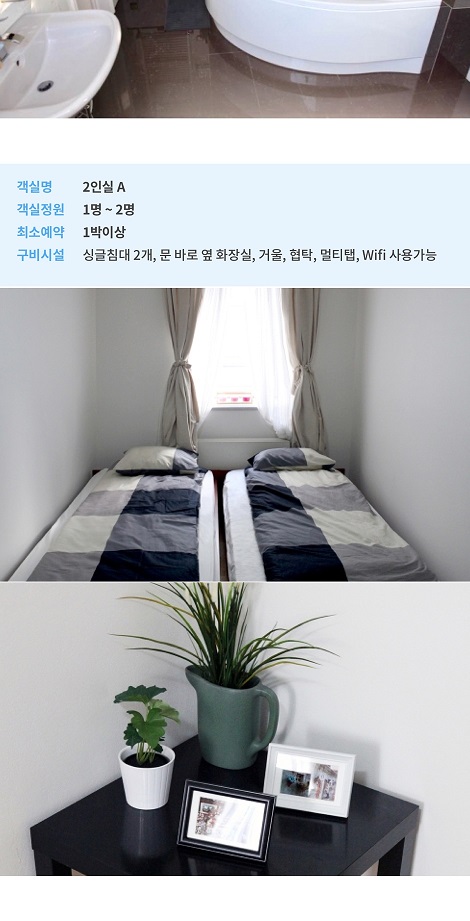 객실명 2인실 A
객실정원 1명 ~ 2명
최소예약 1박이상
구비시설 싱글침대 2개, 문 바로 옆 화장실, 거울, 협탁, 멀티탭, Wifi 사용가능